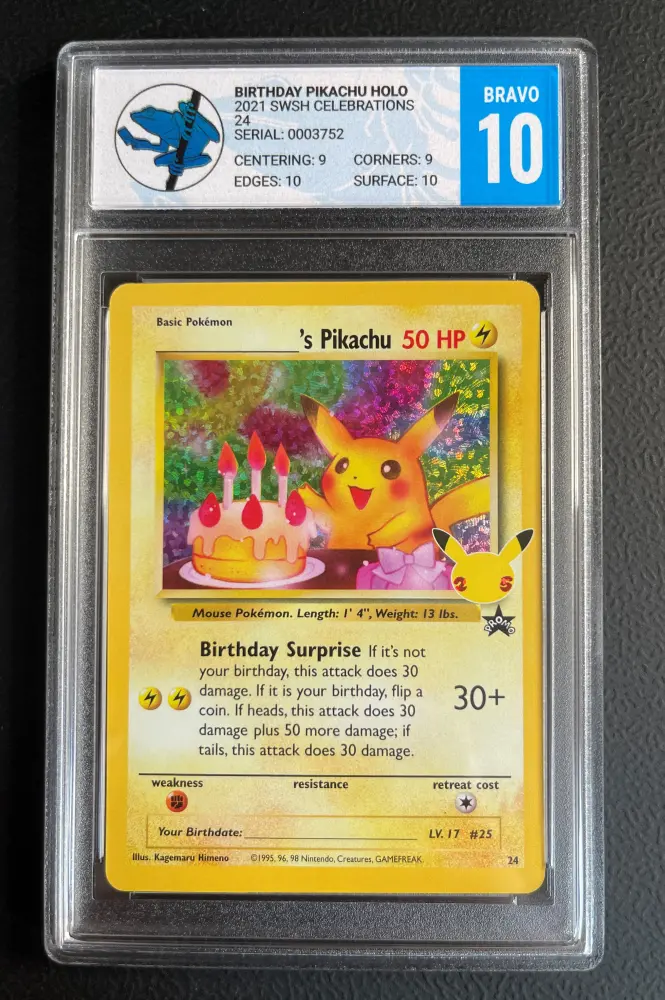 BIRTHDAY PIKACHU HOLO
2021 SWSH CELEBRATIONS
24
SERIAL: 0003752
CENTERING: 9 CORNERS: 9
EDGES: 10 SURFACE: 10
BRAVO
10
Basic Pokémon
's Pikachu 50 HP
2 5
PROMO
Mouse Pokémon. Length: 1' 4", Weight: 13 lbs.
Birthday Surprise If it's not
your birthday, this attack does 30
damage. If it is your birthday, flip a
coin. If heads, this attack does 30
damage plus 50 more damage; if
tails, this attack does 30 damage.
30+
weakness resistance retreat cost
Your Birthdate: LV. 17 #25
Illus. Kagemaru Himeno ©1995, 96, 98 Nintendo, Creatures, GAMEFREAK. 24